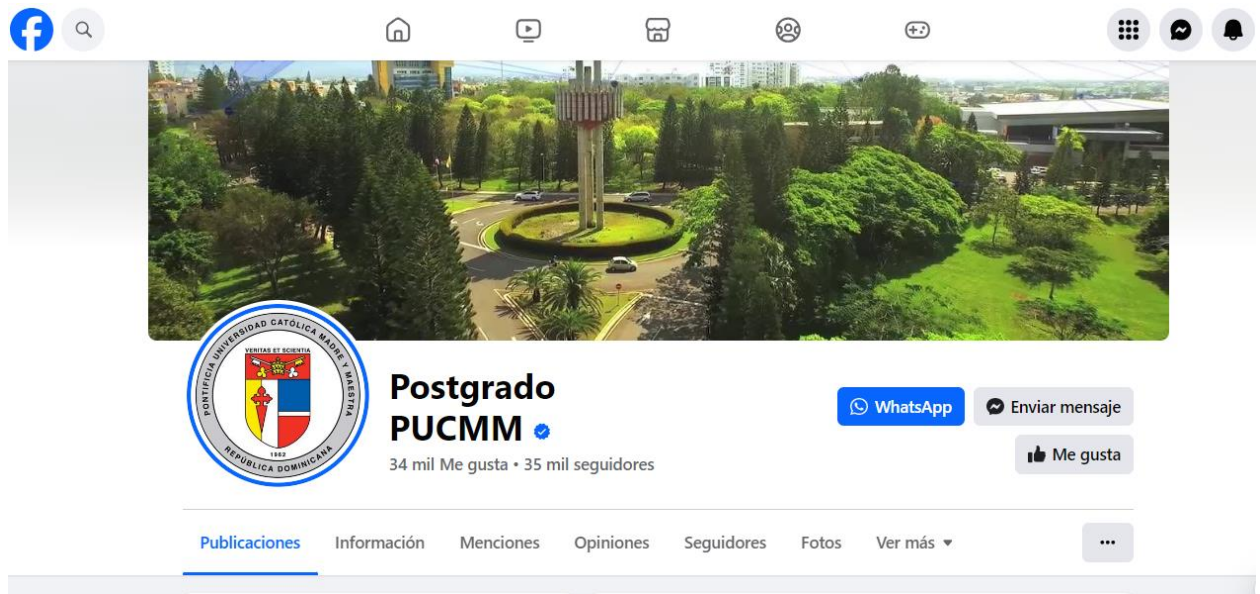 PONTIFICIA UNIVERSIDAD CATÓLICA MADRE Y MAESTRA
VERITAS ET SCIENTIA
1962
REPÚBLICA DOMINICANA
Postgrado
PUCMM
34 mil Me gusta • 35 mil seguidores
WhatsApp
Enviar mensaje
Me gusta
Publicaciones Información Menciones Opiniones Seguidores Fotos Ver más